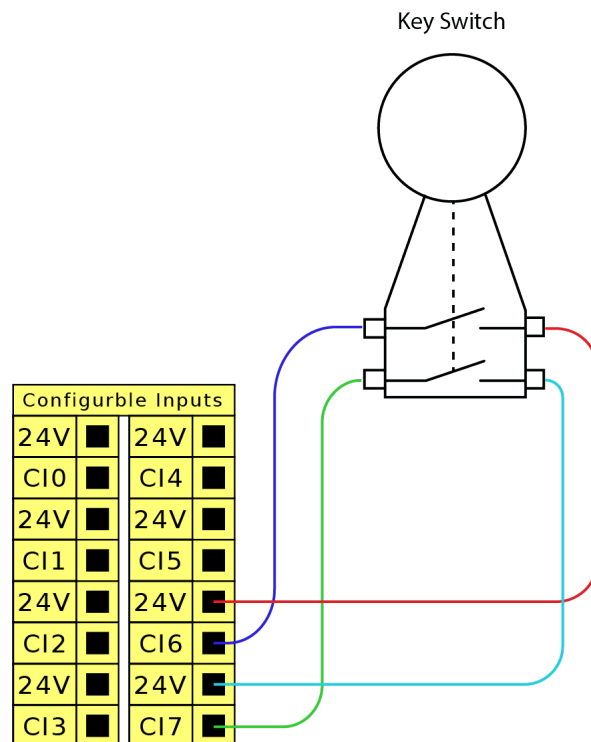 Key Switch
Configurble Inputs
24V 24V
CI0 CI4
24V 24V
CI1 CI5
24V 24V
CI2 CI6
24V 24V
CI3 CI7